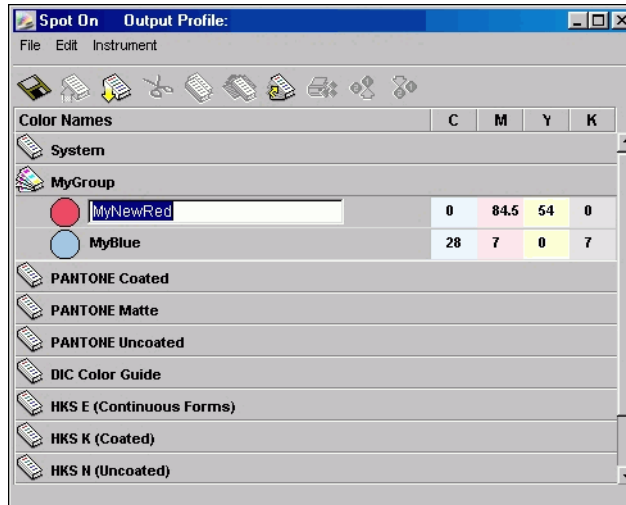 Spot On Output Profile:
File Edit Instrument
Color Names C M Y K
System
MyGroup
MyNewRed 0 84.5 54 0
MyBlue 28 7 0 7
PANTONE Coated
PANTONE Matte
PANTONE Uncoated
DIC Color Guide
HKS E (Continuous Forms)
HKS K (Coated)
HKS N (Uncoated)